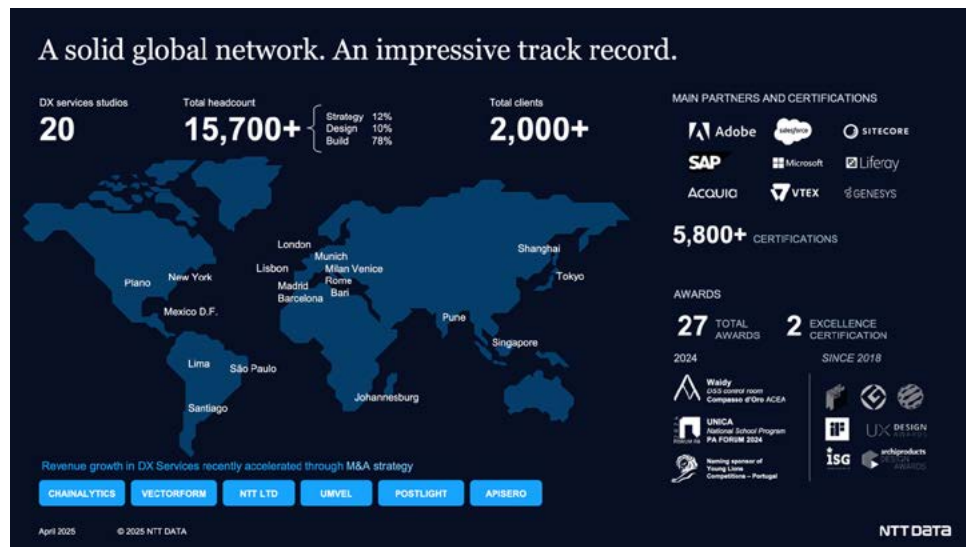 A solid global network. An impressive track record.
DX services studios
20
Total headcount
15,700+
Strategy 12%
Design 10%
Build 78%
Total clients
2,000+
MAIN PARTNERS AND CERTIFICATIONS
Adobe
salesforce
SITECORE
SAP
Microsoft
Liferay
ACQUIA
VTEX
GENESYS
5,800+ CERTIFICATIONS
London
Munich
Lisbon
Milan Venice
Madrid
Rome
Barcelona
Bari
Shanghai
Tokyo
Plano
New York
Mexico D.F.
Pune
Singapore
Lima
São Paulo
Santiago
Johannesburg
AWARDS
27 TOTAL AWARDS
2 EXCELLENCE CERTIFICATION
2024
SINCE 2018
Waidy
DSS control room
Compasso d'Oro ACEA
FORUM PA
UNICA
National School Program
PA FORUM 2024
Naming sponsor of
Young Lions
Competitions – Portugal
iF
UX DESIGN AWARDS
ISG
archiproducts
DESIGN
AWARDS
Revenue growth in DX Services recently accelerated through M&A strategy
CHAINALYTICS
VECTORFORM
NTT LTD
UMVEL
POSTLIGHT
APISERO
April 2025
© 2025 NTT DATA
NTT DATA